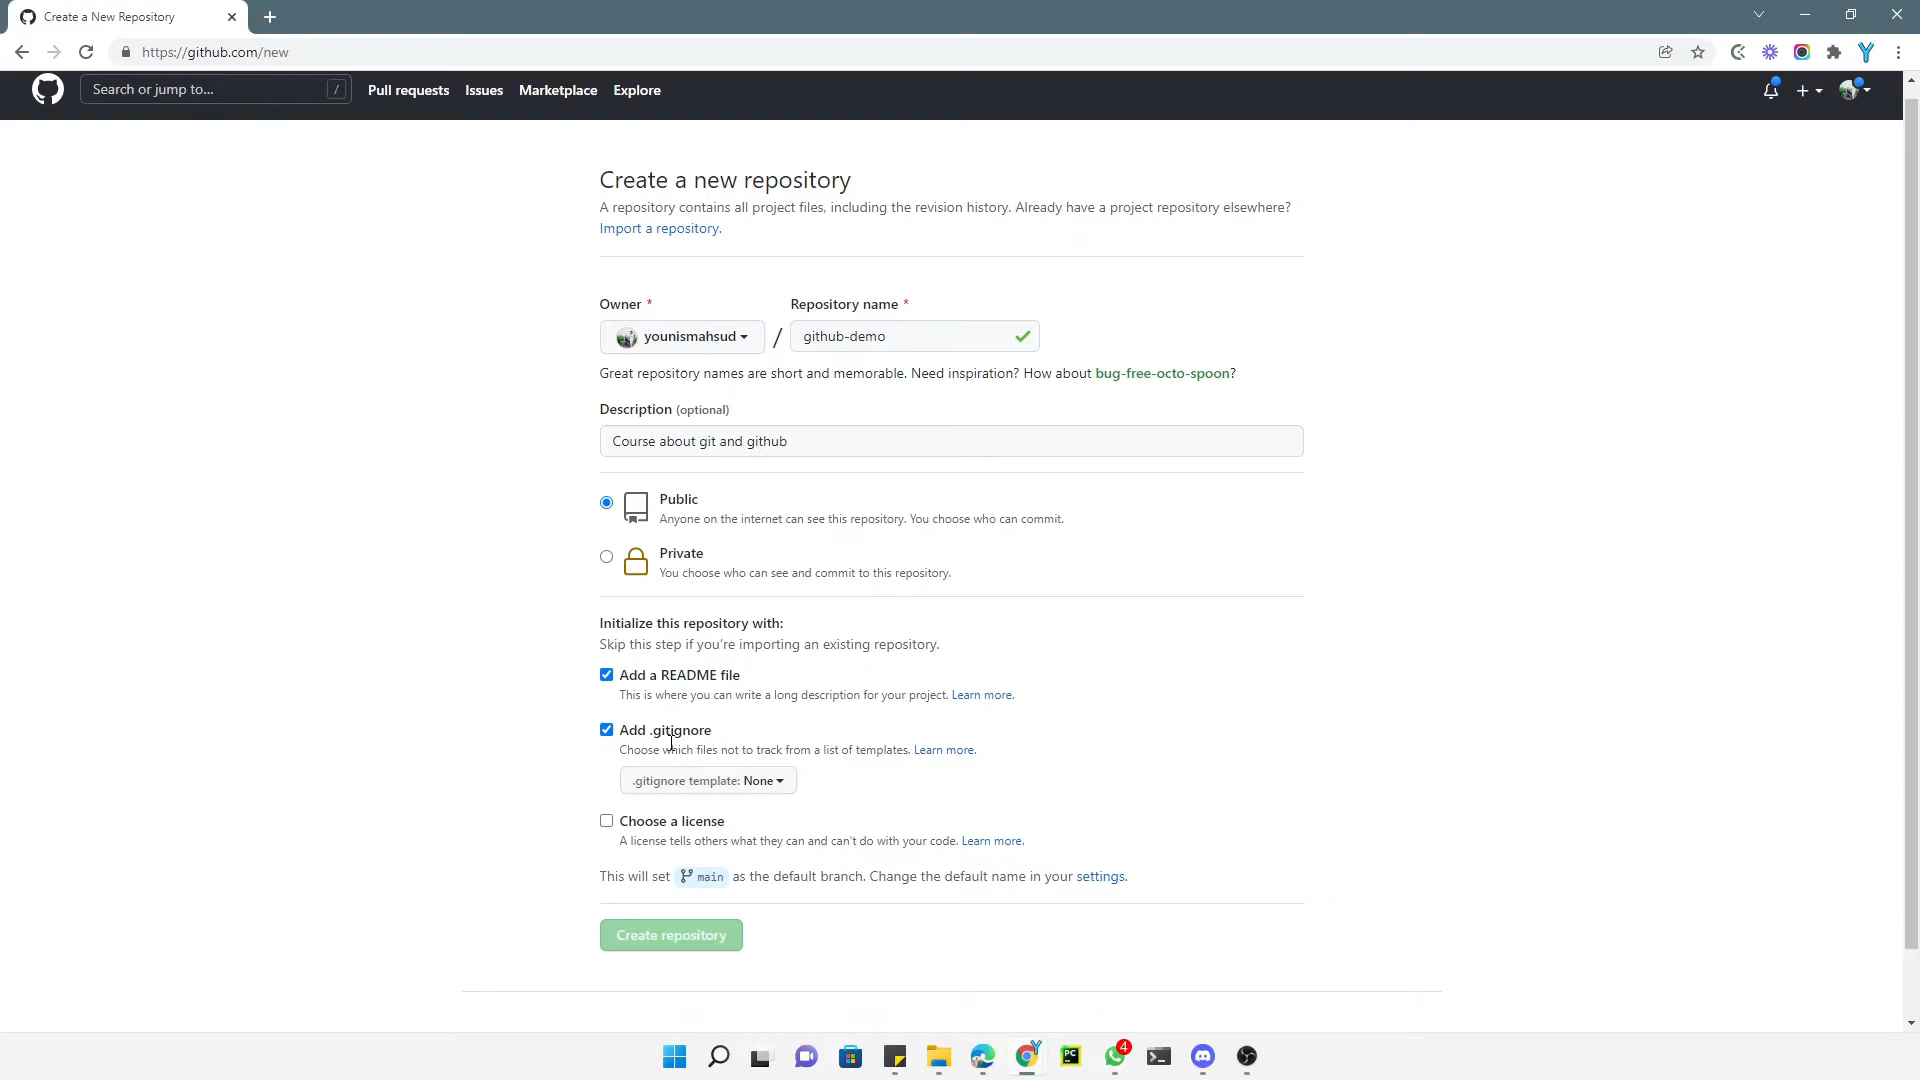 Create a New Repository
https://github.com/new
Search or jump to... /
Pull requests Issues Marketplace Explore
Create a new repository
A repository contains all project files, including the revision history. Already have a project repository elsewhere?
Import a repository.
Owner * Repository name *
younismahsud / github-demo
Great repository names are short and memorable. Need inspiration? How about bug-free-octo-spoon?
Description (optional)
Course about git and github
Public
Anyone on the internet can see this repository. You choose who can commit.
Private
You choose who can see and commit to this repository.
Initialize this repository with:
Skip this step if you're importing an existing repository.
Add a README file
This is where you can write a long description for your project. Learn more.
Add .gitignore
Choose which files not to track from a list of templates. Learn more.
.gitignore template: None
Choose a license
A license tells others what they can and can't do with your code. Learn more.
This will set main as the default branch. Change the default name in your settings.
Create repository
PC
4